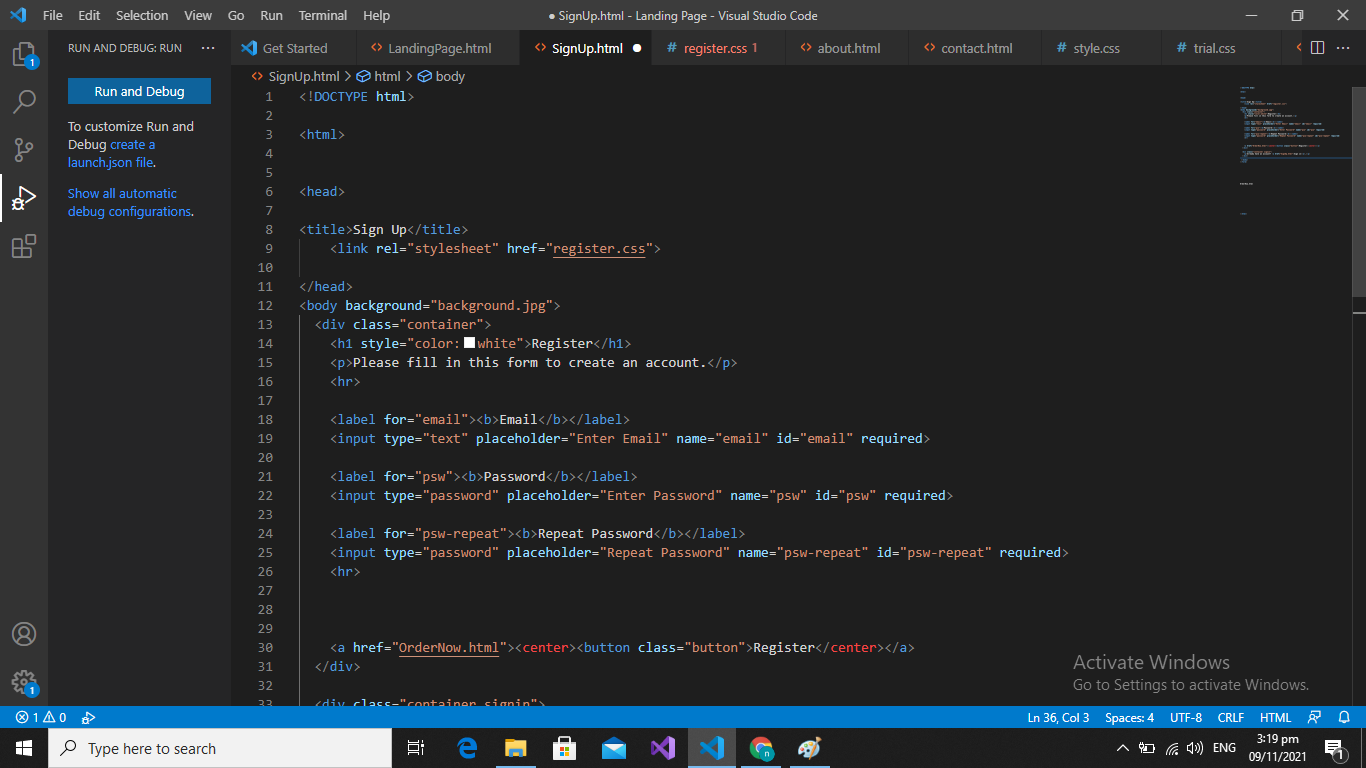 File Edit Selection View Go Run Terminal Help
● SignUp.html - Landing Page - Visual Studio Code
RUN AND DEBUG: RUN ···
Get Started
LandingPage.html
SignUp.html ●
# register.css 1
about.html
contact.html
# style.css
# trial.css
···
1
Run and Debug
To customize Run and
Debug create a
launch.json file.
Show all automatic
debug configurations.
1
SignUp.html > html > body
1 <!DOCTYPE html>
2
3 <html>
4
5
6 <head>
7
8 <title>Sign Up</title>
9 <link rel="stylesheet" href="register.css">
10
11 </head>
12 <body background="background.jpg">
13 <div class="container">
14 <h1 style="color:white">Register</h1>
15 <p>Please fill in this form to create an account.</p>
16 <hr>
17
18 <label for="email"><b>Email</b></label>
19 <input type="text" placeholder="Enter Email" name="email" id="email" required>
20
21 <label for="psw"><b>Password</b></label>
22 <input type="password" placeholder="Enter Password" name="psw" id="psw" required>
23
24 <label for="psw-repeat"><b>Repeat Password</b></label>
25 <input type="password" placeholder="Repeat Password" name="psw-repeat" id="psw-repeat" required>
26 <hr>
27
28
29
30 <a href="OrderNow.html"><center><button class="button">Register</center></a>
31 </div>
32
33 <div class="container signin">
Activate Windows
Go to Settings to activate Windows.
1 0
Ln 36, Col 3 Spaces: 4 UTF-8 CRLF HTML
Type here to search
n
ENG
3:19 pm
09/11/2021
1